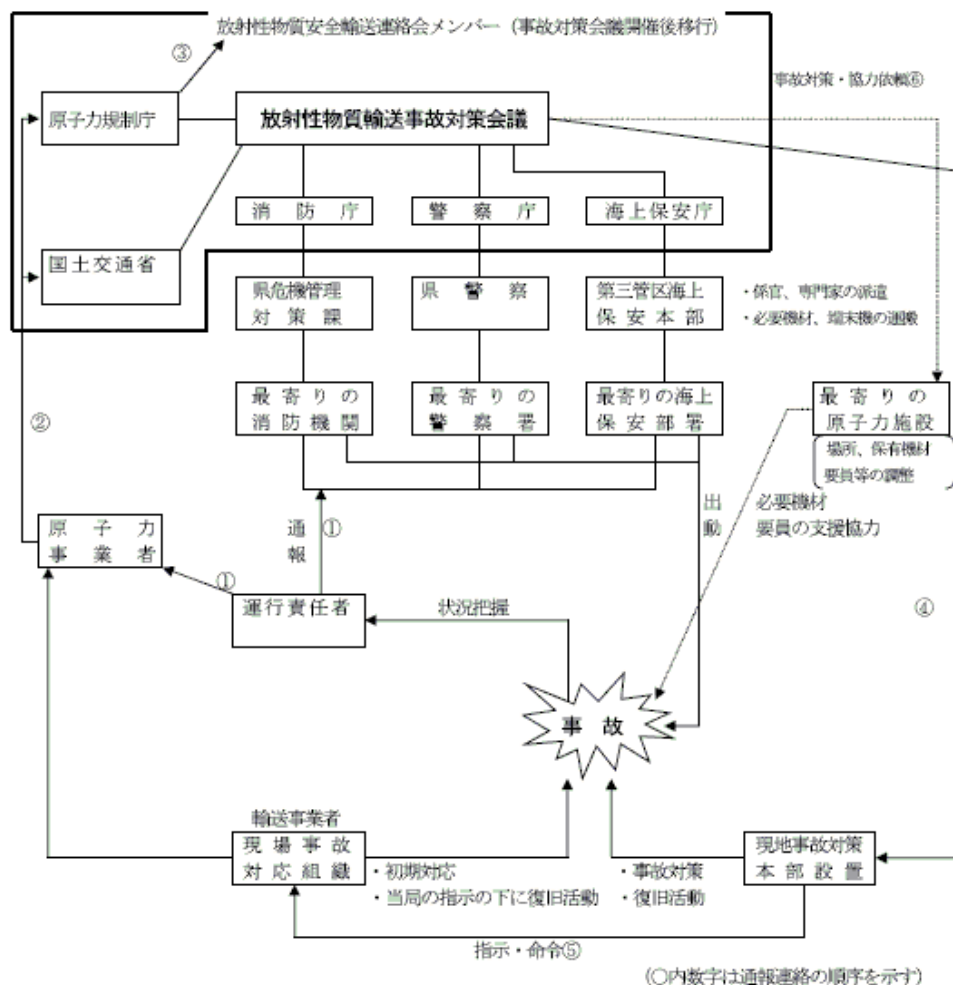 放射性物質安全輸送連絡会メンバー（事故対策会議開催後移行）
③
事故対策・協力依頼⑥
原子力規制庁
放射性物質輸送事故対策会議
消防庁
警察庁
海上保安庁
国土交通省
県危機管理
対策課
県警察
第三管区海上
保安本部
・係官、専門家の派遣
・必要機材、端末機の運搬
最寄りの
消防機関
最寄りの
警察署
最寄りの海上
保安部署
最寄りの
原子力施設
場所、保有機材
要員等の調整
②
原子力
事業者
通報
①
出動
必要機材
要員の支援協力
①
運行責任者
状況把握
④
事故
輸送事業者
現場事故
対応組織
・初期対応
・当局の指示の下に復旧活動
・事故対策
・復旧活動
現地事故対策
本部設置
指示・命令⑤
（○内数字は通報連絡の順序を示す）